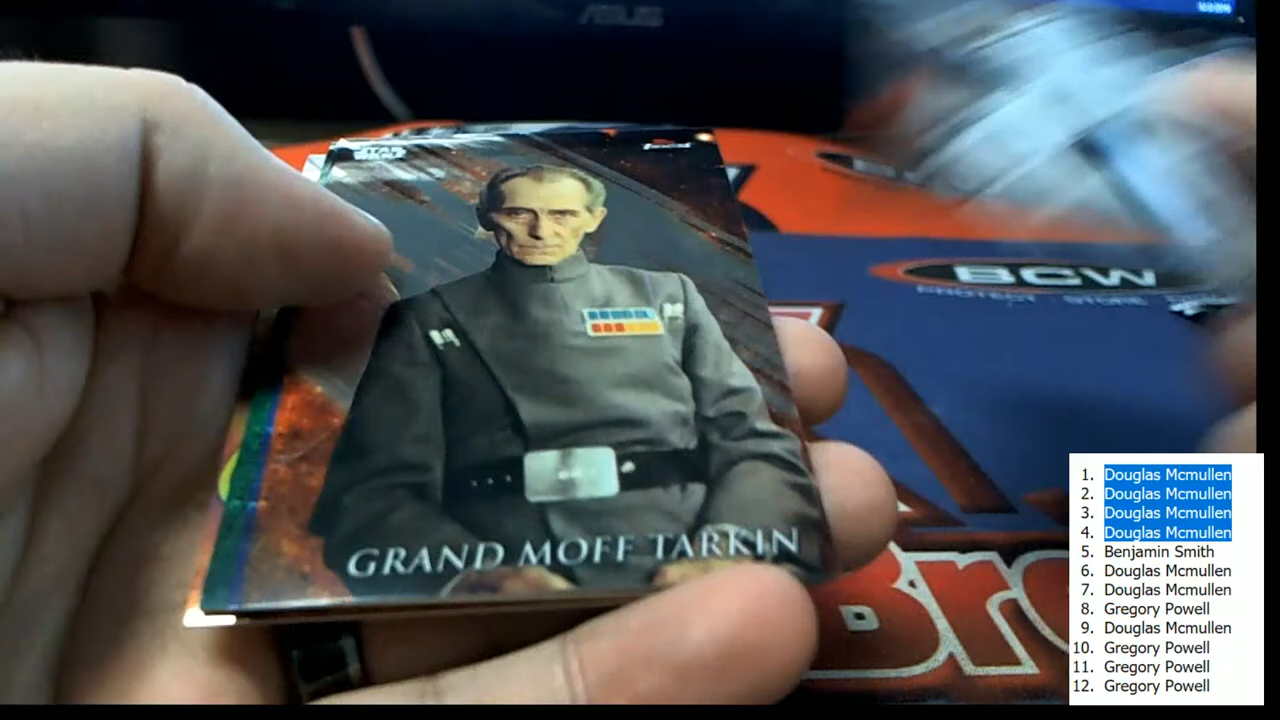 ASUS
STAR
WARS
finest
BCW
PROTECT STORE
GRAND MOFF TARKIN
Bre
1. Douglas Mcmullen
2. Douglas Mcmullen
3. Douglas Mcmullen
4. Douglas Mcmullen
5. Benjamin Smith
6. Douglas Mcmullen
7. Douglas Mcmullen
8. Gregory Powell
9. Douglas Mcmullen
10. Gregory Powell
11. Gregory Powell
12. Gregory Powell